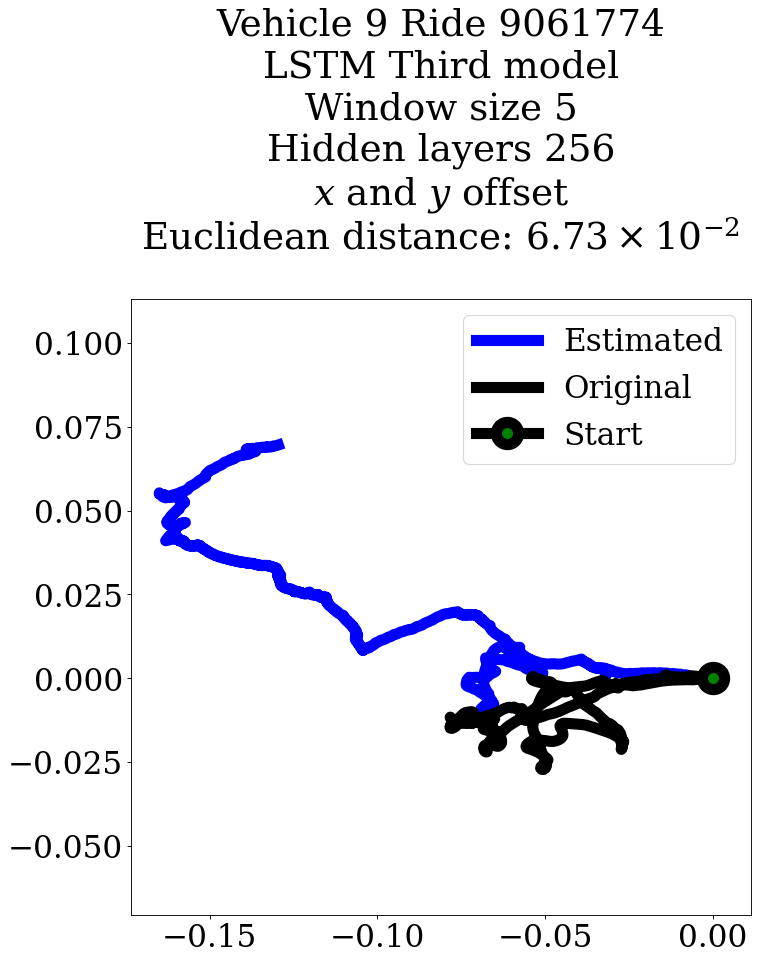 Vehicle 9 Ride 9061774
LSTM Third model
Window size 5
Hidden layers 256
x and y offset
Euclidean distance: 6.73 × 10⁻²
Estimated
Original
Start
0.100
0.075
0.050
0.025
0.000
−0.025
−0.050
−0.15
−0.10
−0.05
0.00